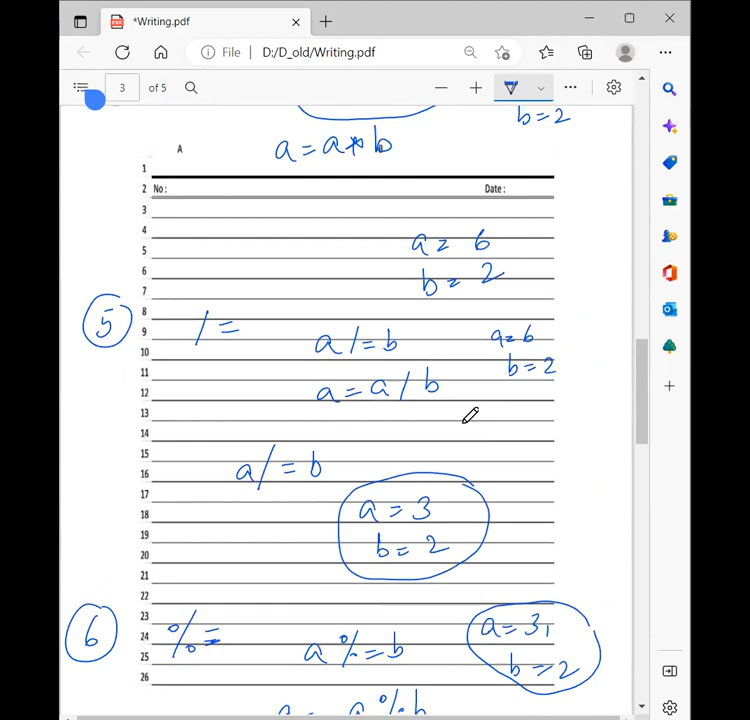 *Writing.pdf
File D:/D_old/Writing.pdf
3 of 5
b=2
a=a*b
A
1
2 No: Date:
3
4
a= 6
5
6
b= 2
7
8
5 /= 9
a/=b a=6
10
b=2
11
a=a/b
12
13
14
15
a/=b
16
17
a=3
18
19
b=2
20
21
22
23
6 %= a=3,
24
a%=b
25
b=2
26
a= a%b